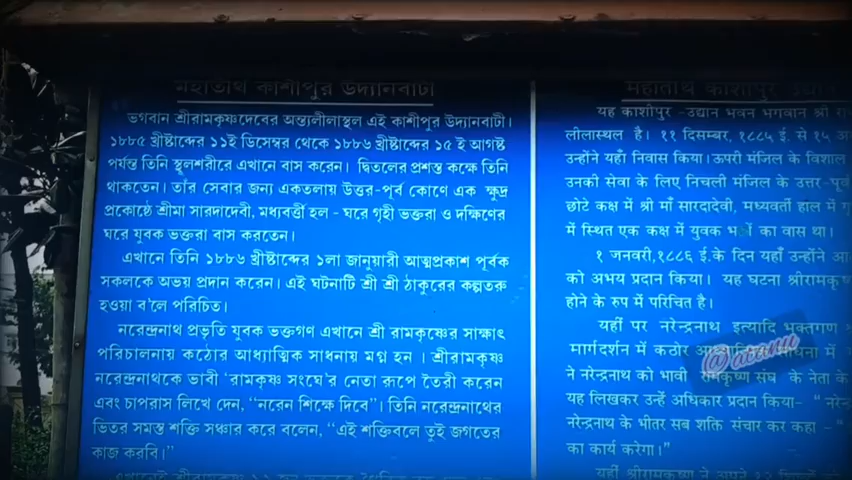 মহাতীর্থ কাশীপুর উদ্যানবাটী
ভগবান শ্রীরামকৃষ্ণদেবের অন্ত্যলীলাস্থল এই কাশীপুর উদ্যানবাটী।
১৮৮৫ খ্রীষ্টাব্দের ১১ই ডিসেম্বর থেকে ১৮৮৬ খ্রীষ্টাব্দের ১৫ ই আগষ্ট
পর্যন্ত তিনি স্থূলশরীরে এখানে বাস করেন। দ্বিতলের প্রশস্ত কক্ষে তিনি
থাকতেন। তাঁর সেবার জন্য একতলায় উত্তর-পূর্ব কোণে এক ক্ষুদ্র
প্রকোষ্ঠে শ্রীমা সারদাদেবী, মধ্যবর্ত্তী হল - ঘরে গৃহী ভক্তরা ও দক্ষিণের
ঘরে যুবক ভক্তরা বাস করতেন।
এখানে তিনি ১৮৮৬ খ্রীষ্টাব্দের ১লা জানুয়ারী আত্মপ্রকাশ পূর্বক
সকলকে অভয় প্রদান করেন। এই ঘটনাটি শ্রী শ্রী ঠাকুরের কল্পতরু
হওয়া ব'লে পরিচিত।
নরেন্দ্রনাথ প্রভৃতি যুবক ভক্তগণ এখানে শ্রী রামকৃষ্ণের সাক্ষাৎ
পরিচালনায় কঠোর আধ্যাত্মিক সাধনায় মগ্ন হন । শ্রীরামকৃষ্ণ
নরেন্দ্রনাথকে ভাবী 'রামকৃষ্ণ সংঘে'র নেতা রূপে তৈরী করেন
এবং চাপরাস লিখে দেন, "নরেন শিক্ষে দিবে"। তিনি নরেন্দ্রনাথের
ভিতর সমস্ত শক্তি সঞ্চার করে বলেন, "এই শক্তিবলে তুই জগতের
কাজ করবি।"
महातीर्थ काशीपुर उद्यान
यह काशीपुर -उद्यान भवन भगवान श्री
लीलास्थल है। ११ दिसम्बर, १८८५ ई. से १५
उन्होंने यहाँ निवास किया। ऊपरी मंजिल के विशाल
उनकी सेवा के लिए निचली मंजिल के उत्तर-पूर्व
छोटे कक्ष में श्री माँ सारदादेवी, मध्यवर्ती हाल में
में स्थित एक कक्ष में युवक भक्तों का वास था।
१ जनवरी,१८८६ ई.के दिन यहाँ उन्होंने
को अभय प्रदान किया। यह घटना श्रीरामकृष्ण
होने के रुप में परिचित है।
यहीं पर नरेन्द्रनाथ इत्यादि भक्तगण
मार्गदर्शन में कठोर में
ने नरेन्द्रनाथ को भावी रामकृष्ण संघ के नेता के
यह लिखकर उन्हें अधिकार प्रदान किया- "
नरेन्द्रनाथ के भीतर सब शक्ति संचार कर कहा - "
का कार्य करेगा।"
यहीं श्रीरामकृष्ण ने अपने